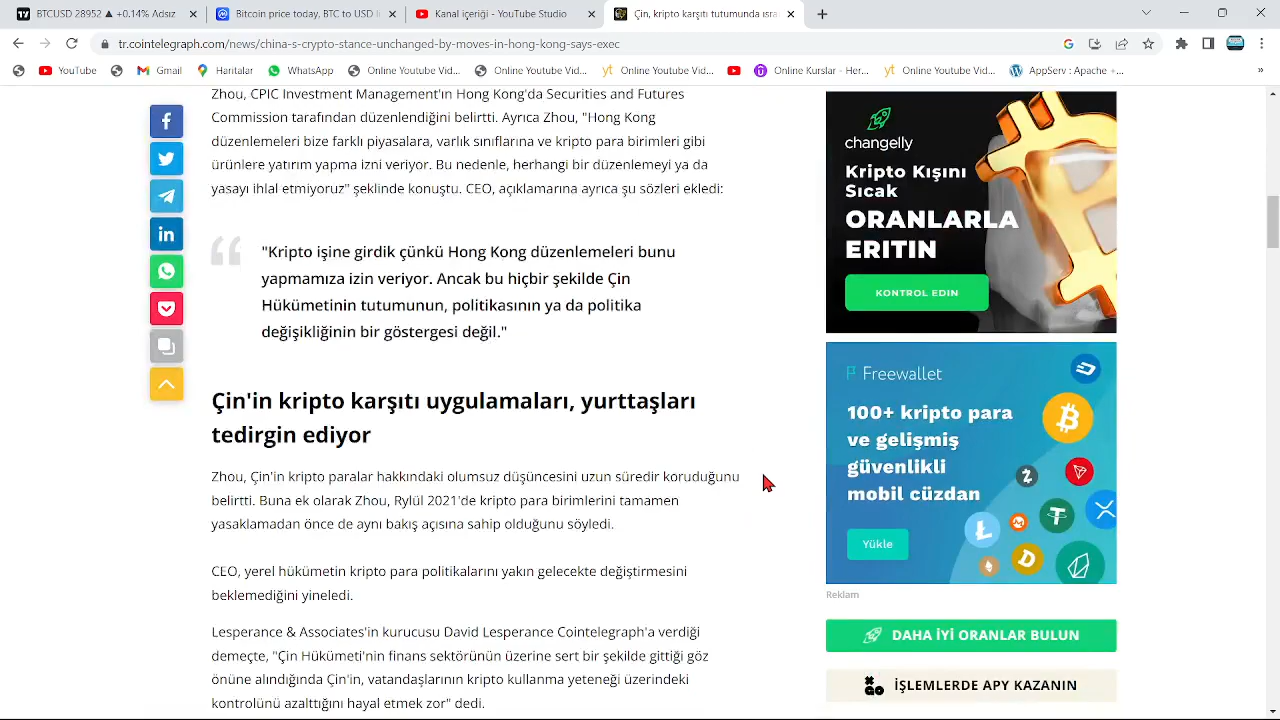 BTCUSD 28952 ▲ +0.14% Adsız
Bitcoin price today, BTC to USD li
Kanal içeriği - YouTube Studio
Çin, kripto karşıtı tutumunda ısra
tr.cointelegraph.com/news/china-s-crypto-stance-unchanged-by-moves-in-hong-kong-says-exec
YouTube
Gmail
Haritalar
WhatsApp
Online Youtube Vid...
Online Youtube Vid...
Online Youtube Vid...
Online Kurslar - Her...
Online Youtube Vid...
AppServ : Apache +...
»
Zhou, CPIC Investment Management'ın Hong Kong'da Securities and Futures
Commission tarafından düzenlendiğini belirtti. Ayrıca Zhou, "Hong Kong
düzenlemeleri bize farklı piyasalara, varlık sınıflarına ve kripto para birimleri gibi
ürünlere yatırım yapma izni veriyor. Bu nedenle, herhangi bir düzenlemeyi ya da
yasayı ihlal etmiyoruz" şeklinde konuştu. CEO, açıklamalarına ayrıca şu sözleri ekledi:
"Kripto işine girdik çünkü Hong Kong düzenlemeleri bunu
yapmamıza izin veriyor. Ancak bu hiçbir şekilde Çin
Hükümetinin tutumunun, politikasının ya da politika
değişikliğinin bir göstergesi değil."
Çin'in kripto karşıtı uygulamaları, yurttaşları
tedirgin ediyor
Zhou, Çin'in kripto paralar hakkındaki olumsuz düşüncesini uzun süredir koruduğunu
belirtti. Buna ek olarak Zhou, Eylül 2021'de kripto para birimlerini tamamen
yasaklamadan önce de aynı bakış açısına sahip olduğunu söyledi.
CEO, yerel hükümetin kripto para politikalarını yakın gelecekte değiştirmesini
beklemediğini yineledi.
Lesperance & Associates'in kurucusu David Lesperance Cointelegraph'a verdiği
demeçte, "Çin Hükümeti'nin finans sektörünün üzerine sert bir şekilde gittiği göz
önüne alındığında Çin'in, vatandaşlarının kripto kullanma yeteneği üzerindeki
kontrolünü azaltacağını hayal etmek zor" dedi.
changelly
Kripto Kışını
Sıcak
ORANLARLA
ERITIN
KONTROL EDIN
Freewallet
100+ kripto para
ve gelişmiş
güvenlikli
mobil cüzdan
Yükle
Reklam
DAHA İYİ ORANLAR BULUN
İŞLEMLERDE APY KAZANIN